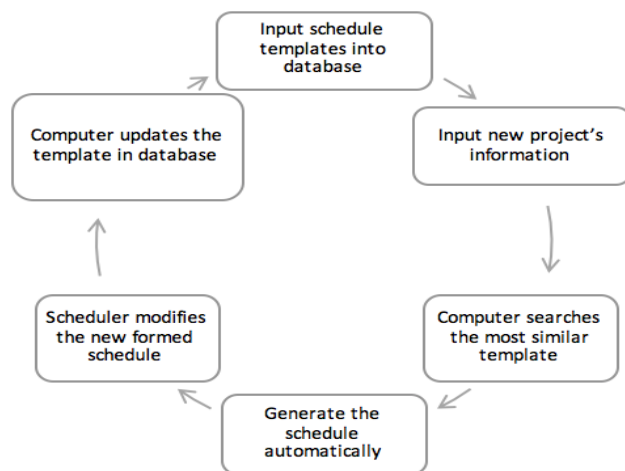 Input schedule
templates into
database
Input new project's
information
Computer searches
the most similar
template
Generate the
schedule
automatically
Scheduler modifies
the new formed
schedule
Computer updates the
template in database